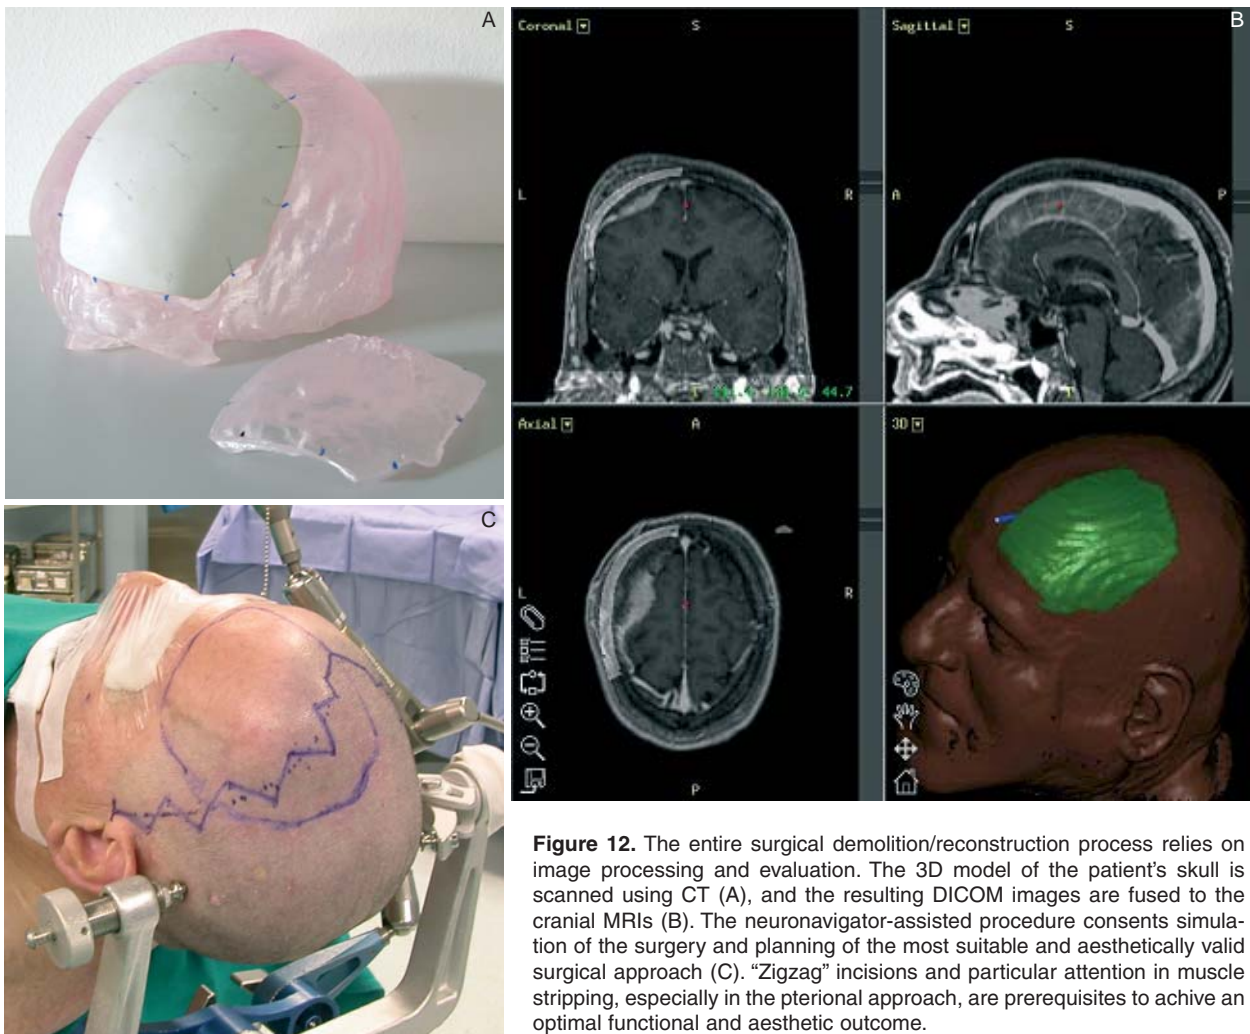 A
B
Coronal
S
L
R
44.7
Sagittal
S
A
P
T
Axial
A
L
R
P
3D
C
Figure 12. The entire surgical demolition/reconstruction process relies on
image processing and evaluation. The 3D model of the patient's skull is
scanned using CT (A), and the resulting DICOM images are fused to the
cranial MRIs (B). The neuronavigator-assisted procedure consents simula-
tion of the surgery and planning of the most suitable and aesthetically valid
surgical approach (C). “Zigzag” incisions and particular attention in muscle
stripping, especially in the pterional approach, are prerequisites to achive an
optimal functional and aesthetic outcome.